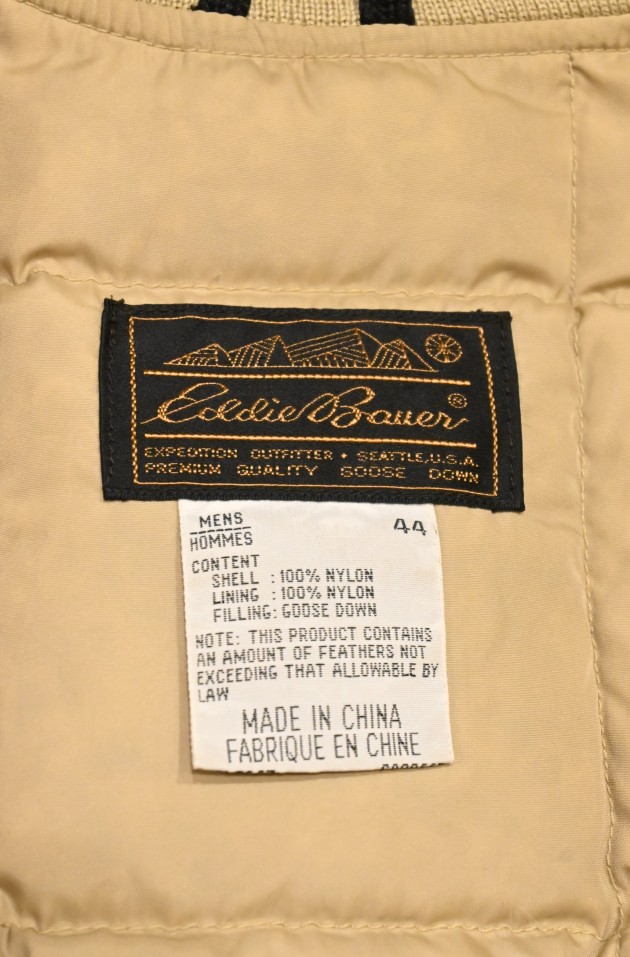 Eddie Bauer®
EXPEDITION OUTFITTER • SEATTLE, U.S.A.
PREMIUM QUALITY GOOSE DOWN
MENS 44
HOMMES
CONTENT
SHELL : 100% NYLON
LINING : 100% NYLON
FILLING: GOOSE DOWN
NOTE: THIS PRODUCT CONTAINS
AN AMOUNT OF FEATHERS NOT
EXCEEDING THAT ALLOWABLE BY
LAW
MADE IN CHINA
FABRIQUE EN CHINE